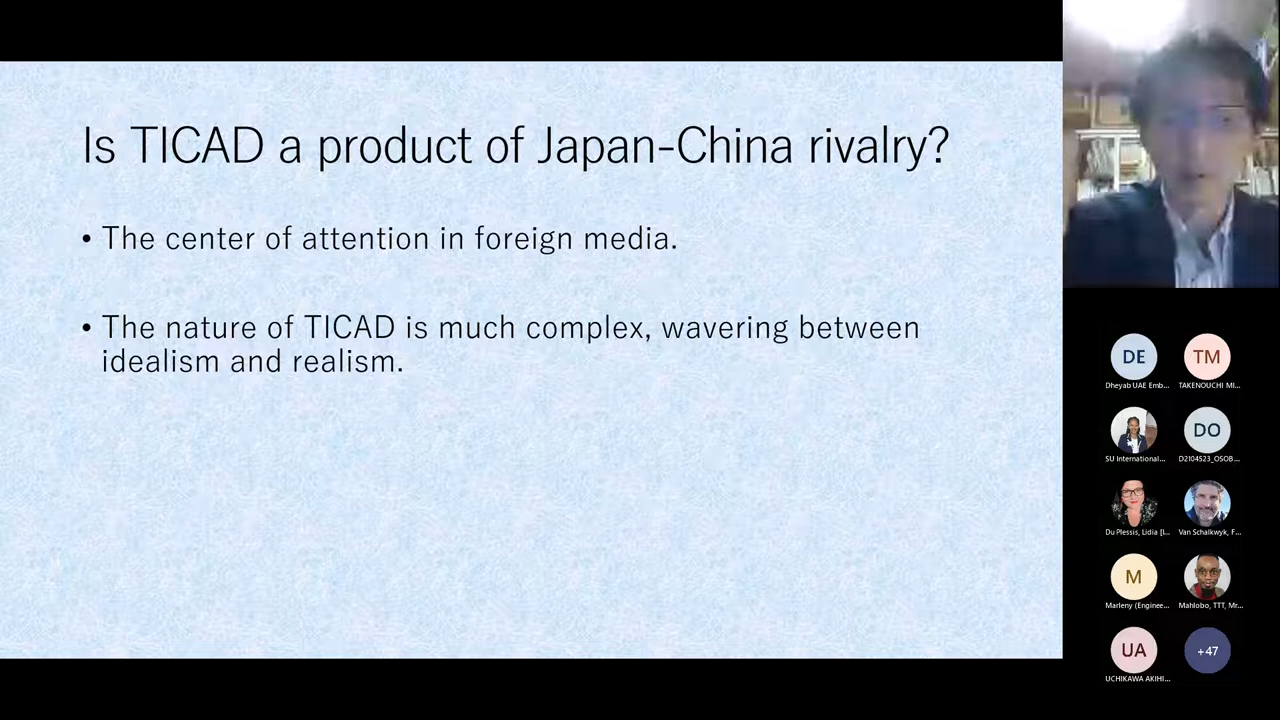 Is TICAD a product of Japan-China rivalry?
• The center of attention in foreign media.
• The nature of TICAD is much complex, wavering between
idealism and realism.
DE
TM
Dheyab UAE Emb...
TAKENOUCHI MI...
DO
SU International...
D2104523_OSOB...
Du Plessis, Lidia [l...
Van Schalkwyk, F...
M
Marleny (Enginee...
Mahlobo, TTT, Mr...
UA
+47
UCHIKAWA AKIHI...